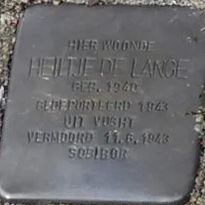 HIER WOONDE
HEILTJE DE LANGE
GEB. 1940
GEDEPORTEERD 1943
UIT VUGHT
VERMOORD 11.6.1943
SOBIBOR